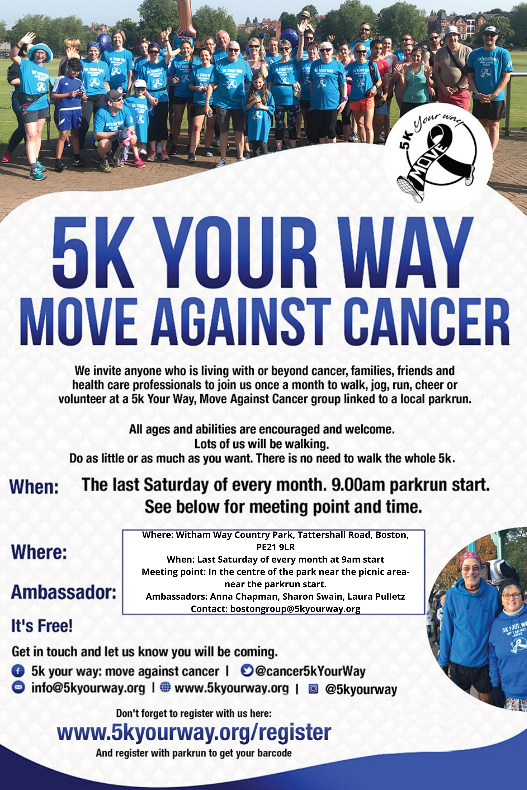 5K Your way
MOVE
5K YOUR WAY
MOVE AGAINST CANCER
We invite anyone who is living with or beyond cancer, families, friends and
health care professionals to join us once a month to walk, jog, run, cheer or
volunteer at a 5k Your Way, Move Against Cancer group linked to a local parkrun.
All ages and abilities are encouraged and welcome.
Lots of us will be walking.
Do as little or as much as you want. There is no need to walk the whole 5k.
When: The last Saturday of every month. 9.00am parkrun start.
See below for meeting point and time.
Where:
Where: Witham Way Country Park, Tattershall Road, Boston,
PE21 9LR
When: Last Saturday of every month at 9am start
Meeting point: In the centre of the park near the picnic area-
near the parkrun start.
Ambassador:
Ambassadors: Anna Chapman, Sharon Swain, Laura Pulletz
Contact: bostongroup@5kyourway.org
It's Free!
Get in touch and let us know you will be coming.
5k your way: move against cancer | @cancer5kYourWay
info@5kyourway.org | www.5kyourway.org | @5kyourway
Don't forget to register with us here:
www.5kyourway.org/register
And register with parkrun to get your barcode